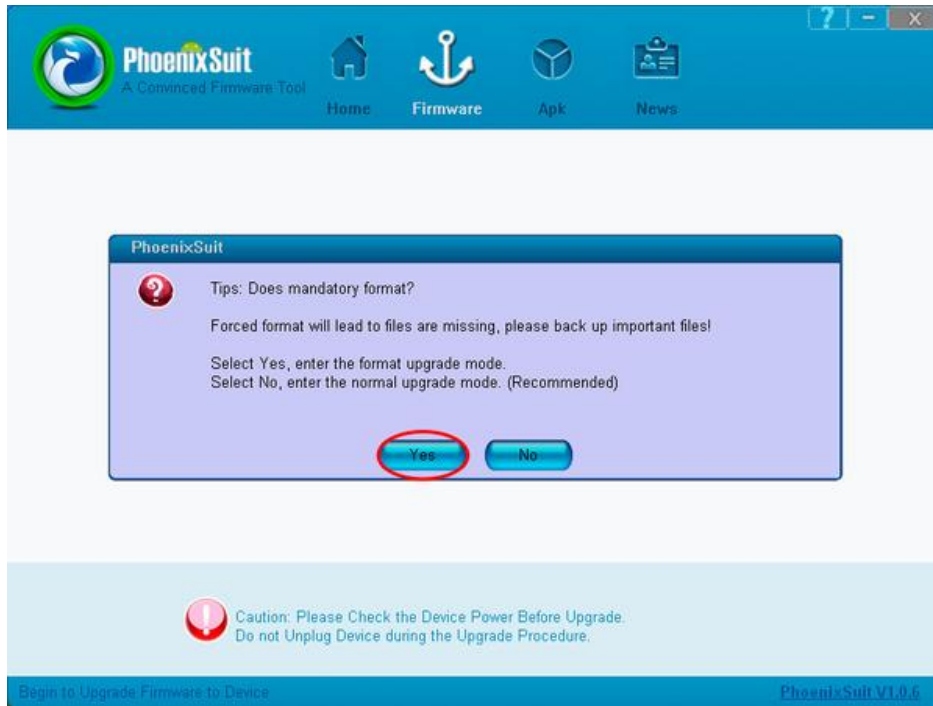 ? - X
PhoenixSuit
A Convinced Firmware Tool
Home Firmware Apk News
PhoenixSuit
Tips: Does mandatory format?
Forced format will lead to files are missing, please back up important files!
Select Yes, enter the format upgrade mode.
Select No, enter the normal upgrade mode. (Recommended)
Yes No
Caution: Please Check the Device Power Before Upgrade.
Do not Unplug Device during the Upgrade Procedure.
Begin to Upgrade Firmware to Device PhoenixSuit V1.0.6